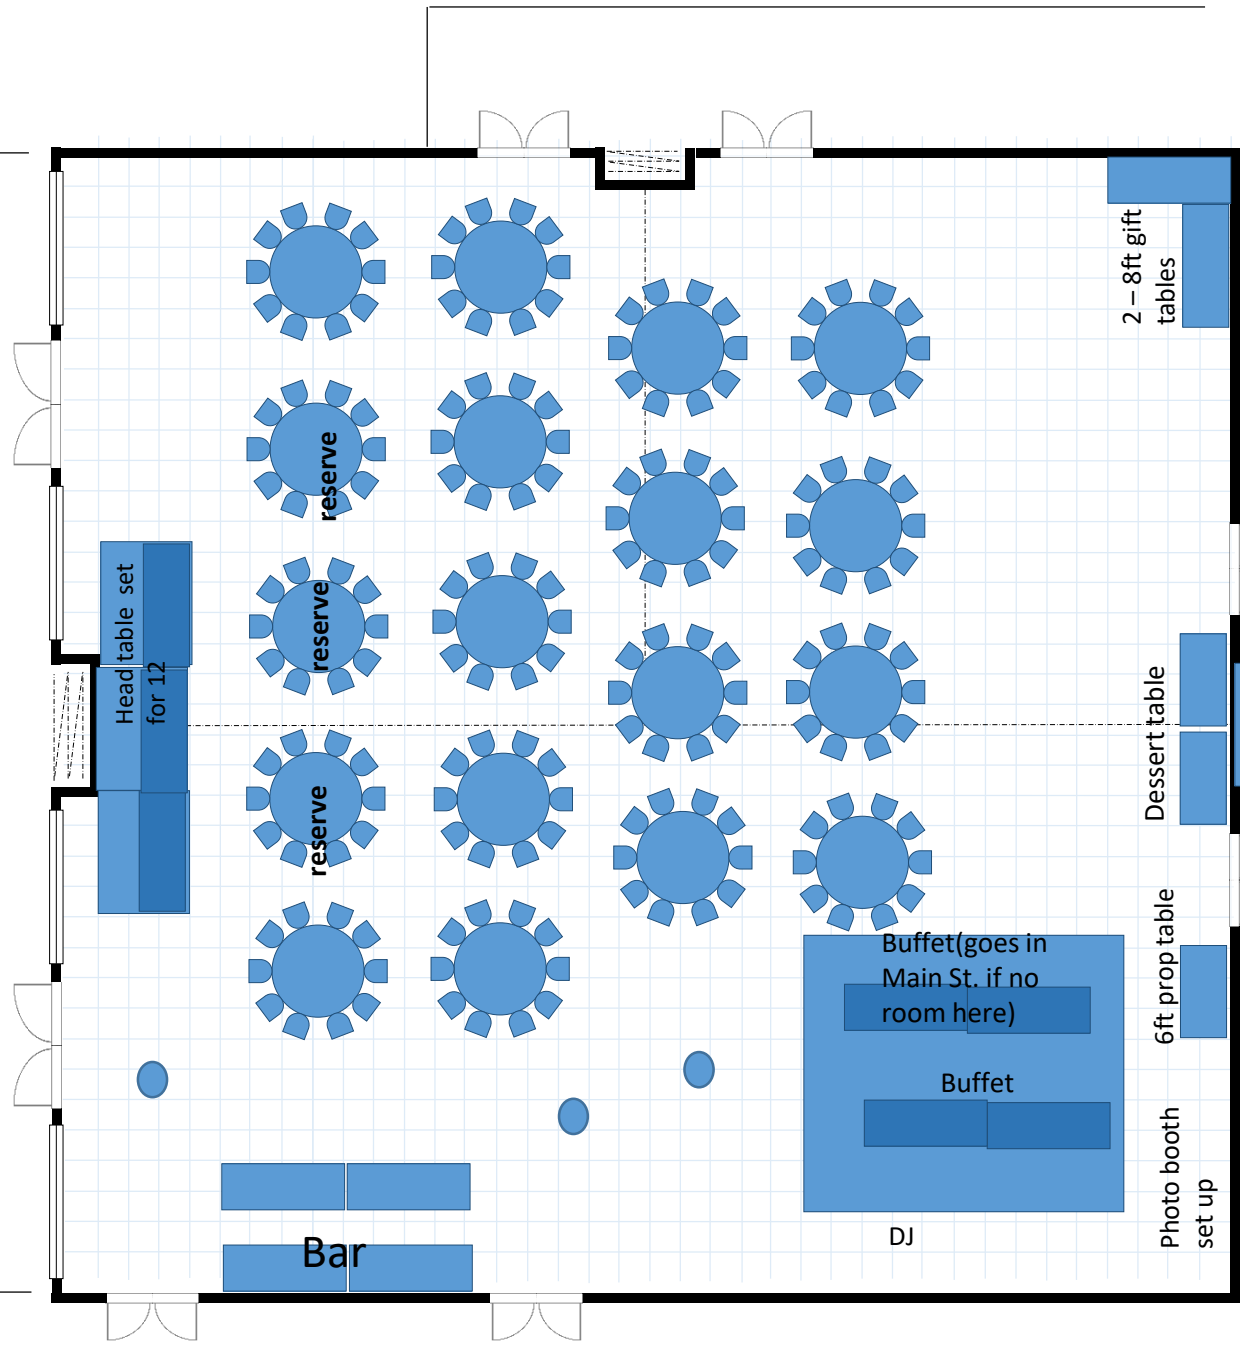 2 – 8ft gift
tables
reserve
reserve
Head table  set
for 12
reserve
Dessert table
6ft prop table
Buffet(goes in
Main St. if no
room here)
Buffet
Photo booth
set up
DJ
Bar